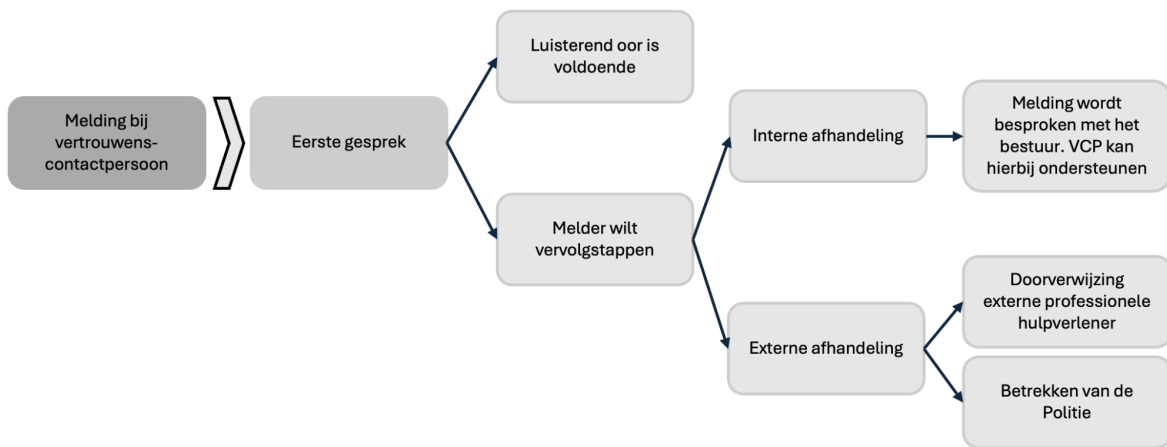 Melding bij
vertrouwens-
contactpersoon
Eerste gesprek
Luisterend oor is
voldoende
Melder wilt
vervolgstappen
Interne afhandeling
Melding wordt
besproken met het
bestuur. VCP kan
hierbij ondersteunen
Externe afhandeling
Doorverwijzing
externe professionele
hulpverlener
Betrekken van de
Politie